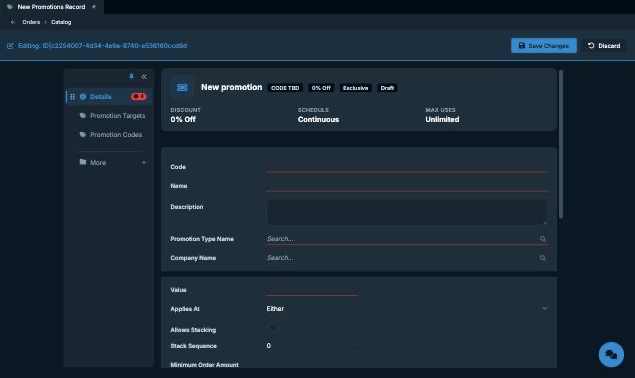 New Promotions Record
Orders › Catalog
Editing: ID|c2254007-4d34-4e6e-8740-e536160ccd8d
Save Changes
Discard
Details
4
Promotion Targets
Promotion Codes
More
New promotion
CODE TBD
0% Off
Exclusive
Draft
DISCOUNT
SCHEDULE
MAX USES
0% Off
Continuous
Unlimited
Code
Name
Description
Promotion Type Name
Search...
Company Name
Search...
Value
Applies At
Either
Allows Stacking
Stack Sequence
0
Minimum Order Amount